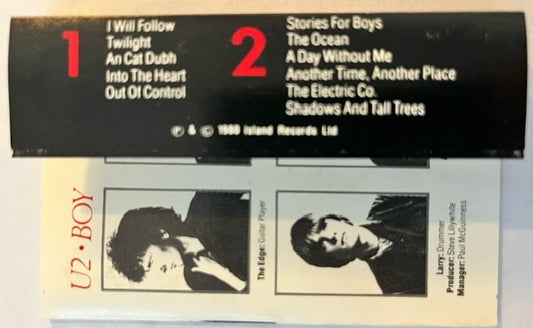 1
I Will Follow
Twilight
An Cat Dubh
Into The Heart
Out Of Control
2
Stories For Boys
The Ocean
A Day Without Me
Another Time, Another Place
The Electric Co.
Shadows And Tall Trees
℗ & © 1980 Island Records Ltd
U2 • BOY
The Edge: Guitar Player
Larry: Drummer
Producer: Steve Lillywhite
Manager: Paul McGuinness